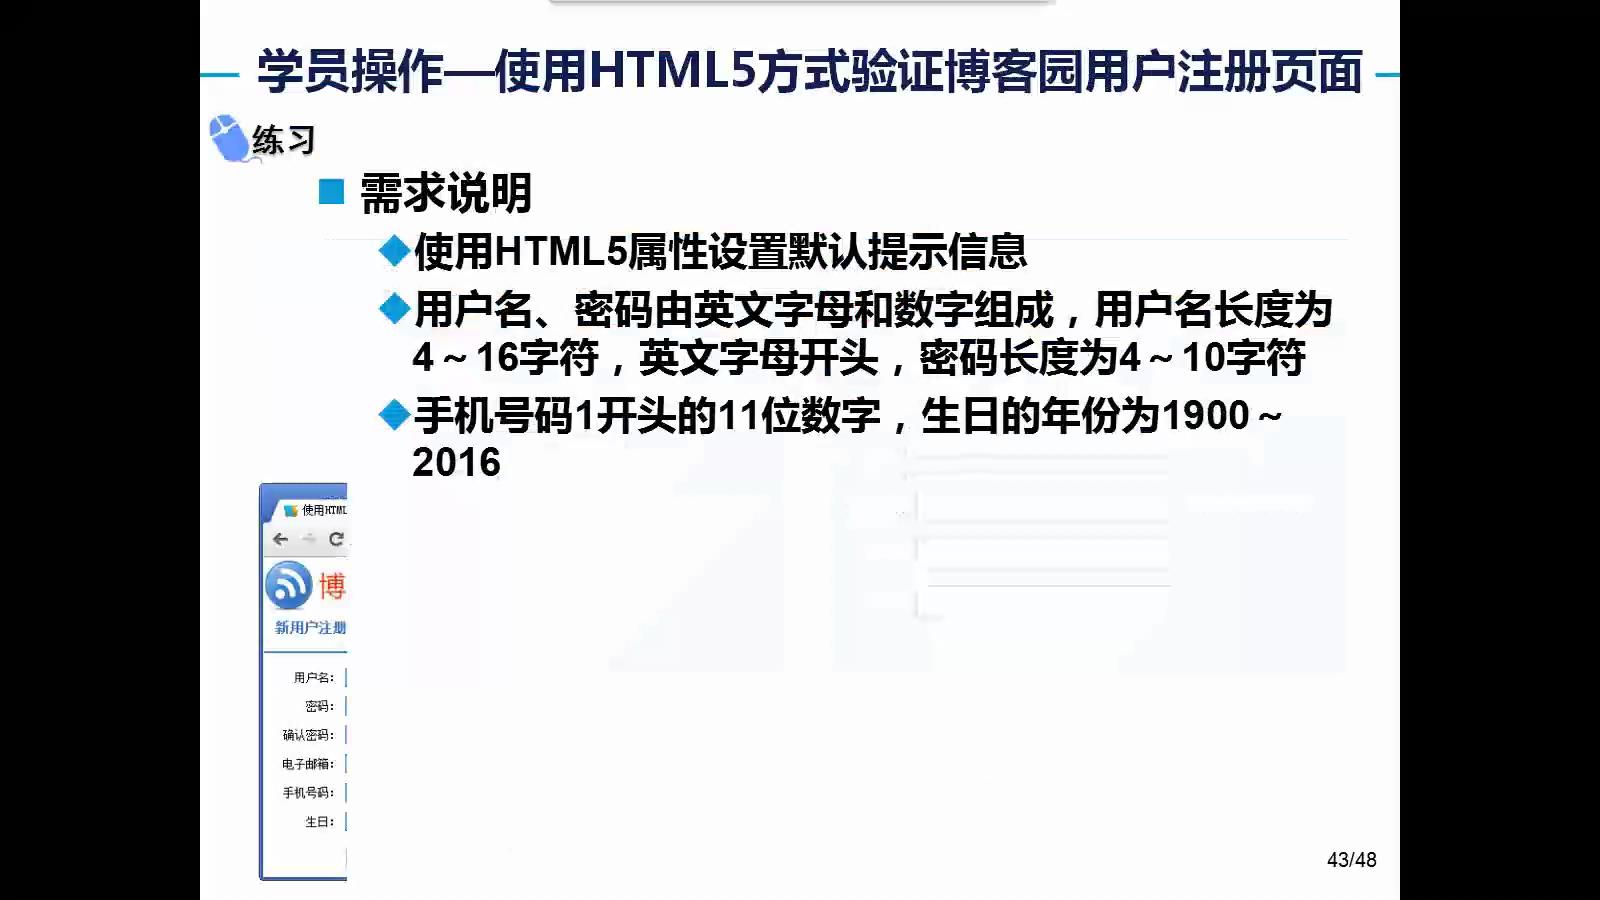 学员操作—使用HTML5方式验证博客园用户注册页面
练习
需求说明
使用HTML5属性设置默认提示信息
用户名、密码由英文字母和数字组成，用户名长度为
4～16字符，英文字母开头，密码长度为4～10字符
手机号码1开头的11位数字，生日的年份为1900～
2016
使用HTML
博
新用户注册
用户名：
密码：
确认密码：
电子邮箱：
手机号码：
生日：
43/48